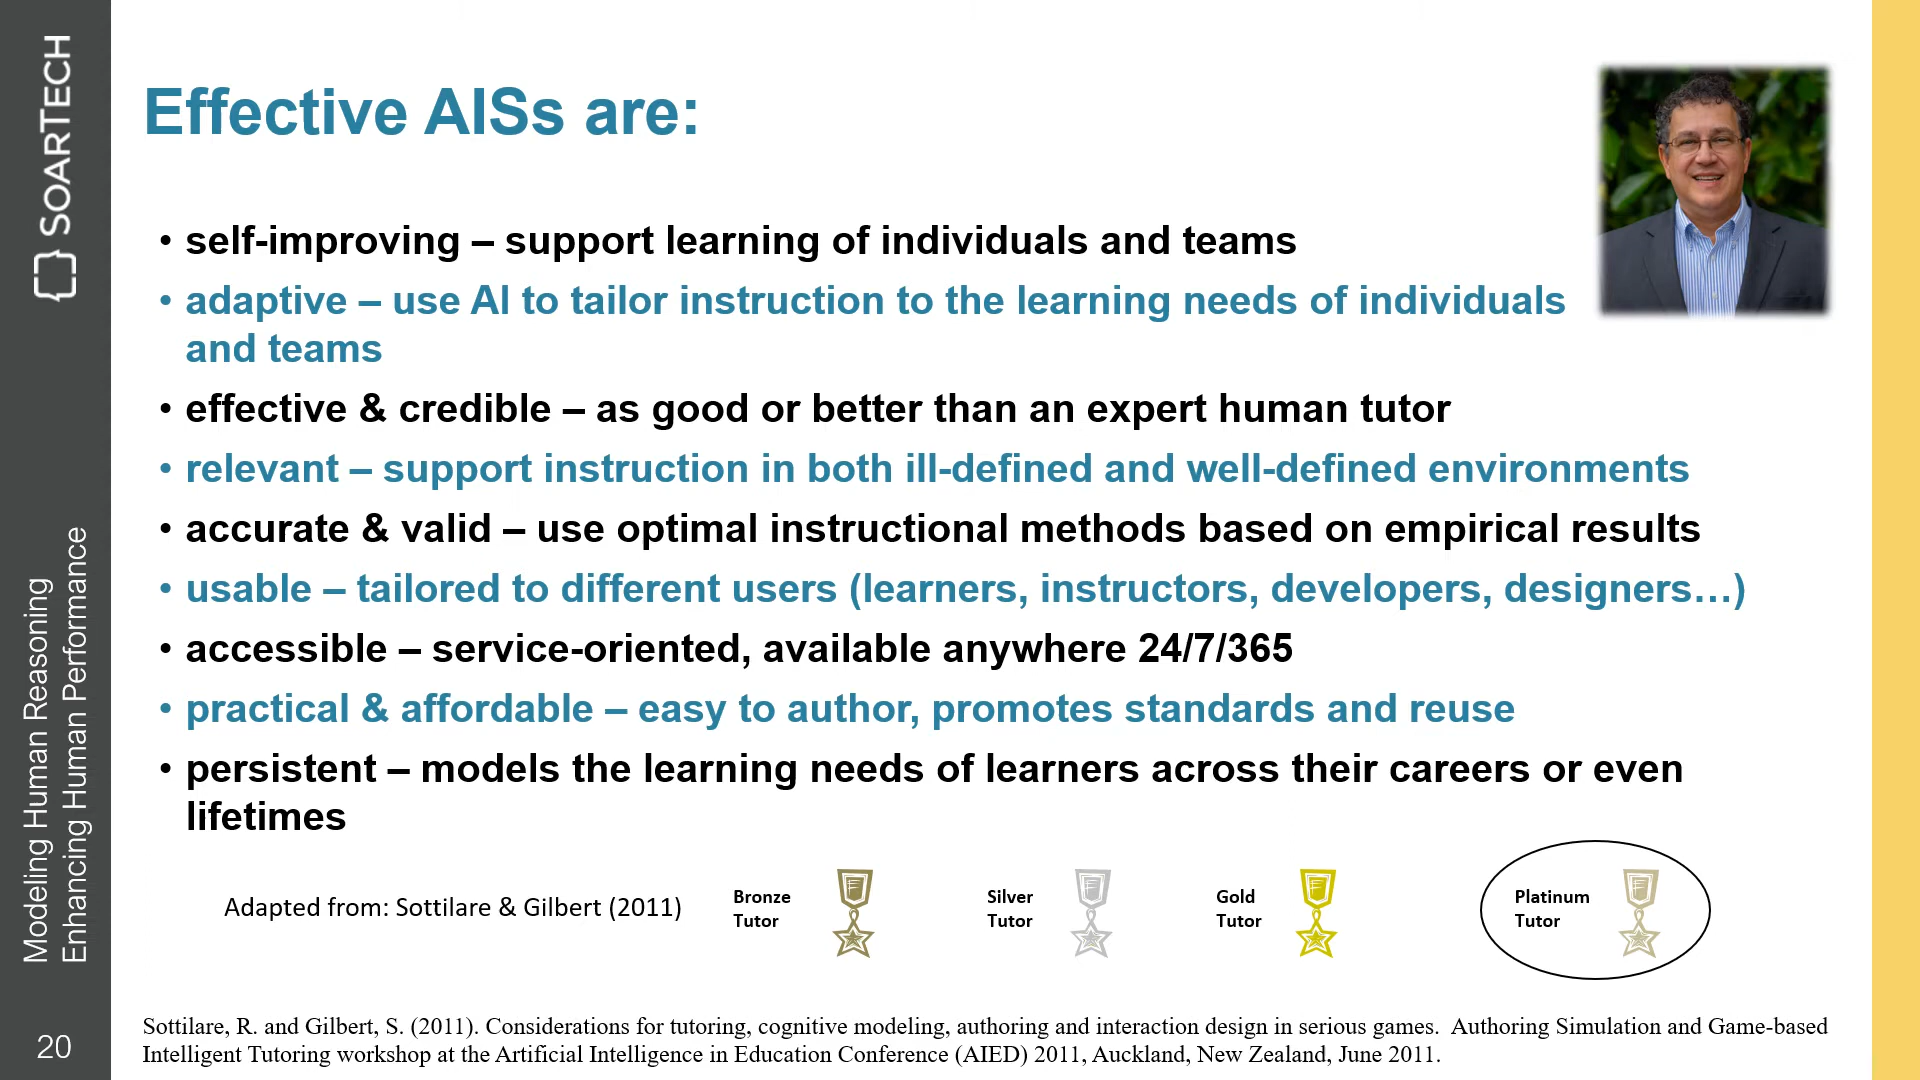 SOARTECH
Modeling Human Reasoning
Enhancing Human Performance
20
Effective AISs are:
• self-improving – support learning of individuals and teams
• adaptive – use AI to tailor instruction to the learning needs of individuals
and teams
• effective & credible – as good or better than an expert human tutor
• relevant – support instruction in both ill-defined and well-defined environments
• accurate & valid – use optimal instructional methods based on empirical results
• usable – tailored to different users (learners, instructors, developers, designers…)
• accessible – service-oriented, available anywhere 24/7/365
• practical & affordable – easy to author, promotes standards and reuse
• persistent – models the learning needs of learners across their careers or even
lifetimes
Adapted from: Sottilare & Gilbert (2011)
Bronze
Tutor
Silver
Tutor
Gold
Tutor
Platinum
Tutor
Sottilare, R. and Gilbert, S. (2011). Considerations for tutoring, cognitive modeling, authoring and interaction design in serious games.  Authoring Simulation and Game-based
Intelligent Tutoring workshop at the Artificial Intelligence in Education Conference (AIED) 2011, Auckland, New Zealand, June 2011.